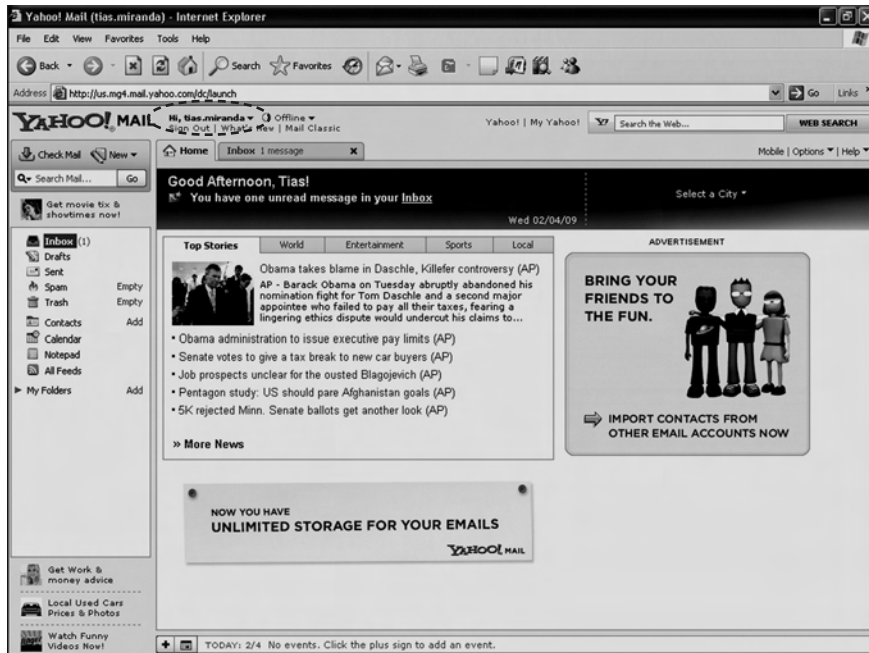 Yahoo! Mail (tias.miranda) - Internet Explorer
File Edit View Favorites Tools Help
Back Search Favorites
Address http://us.mg4.mail.yahoo.com/dc/launch Go Links
YAHOO! MAIL
Hi, tias.miranda Offline
Sign Out | What's New | Mail Classic
Yahoo! | My Yahoo!
Y! Search the Web... WEB SEARCH
Check Mail New
Home Inbox 1 message x
Mobile | Options | Help
Search Mail... Go
Get movie tix &
showtimes now!
Good Afternoon, Tias!
You have one unread message in your Inbox
Wed 02/04/09
Select a City
Inbox (1)
Drafts
Sent
Spam Empty
Trash Empty
Contacts Add
Calendar
Notepad
All Feeds
My Folders Add
Top Stories World Entertainment Sports Local
Obama takes blame in Daschle, Killefer controversy (AP)
AP - Barack Obama on Tuesday abruptly abandoned his
nomination fight for Tom Daschle and a second major
appointee who failed to pay all their taxes, fearing a
lingering ethics dispute would undercut his claims to...
• Obama administration to issue executive pay limits (AP)
• Senate votes to give a tax break to new car buyers (AP)
• Job prospects unclear for the ousted Blagojevich (AP)
• Pentagon study: US should pare Afghanistan goals (AP)
• 5K rejected Minn. Senate ballots get another look (AP)
» More News
ADVERTISEMENT
BRING YOUR
FRIENDS TO
THE FUN.
IMPORT CONTACTS FROM
OTHER EMAIL ACCOUNTS NOW
NOW YOU HAVE
UNLIMITED STORAGE FOR YOUR EMAILS
YAHOO! MAIL
Get Work &
money advice
Local Used Cars
Prices & Photos
Watch Funny
Videos Now!
TODAY: 2/4 No events. Click the plus sign to add an event.